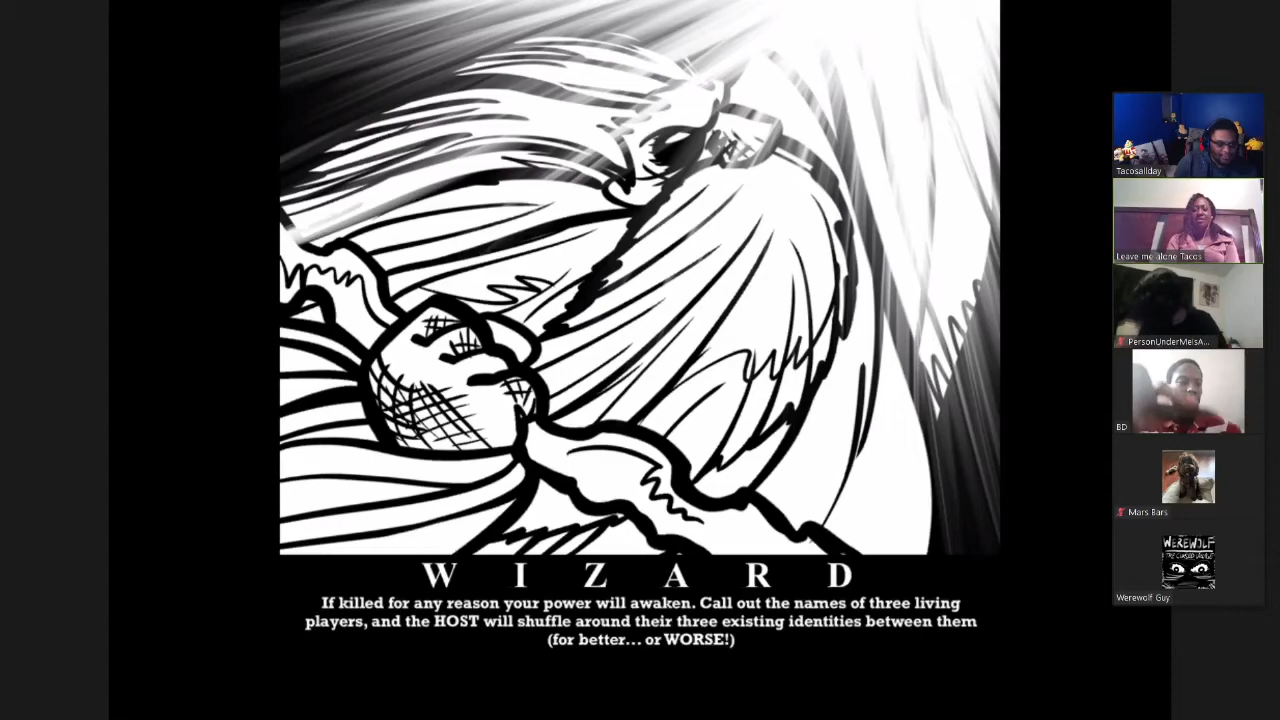 W I Z A R D
If killed for any reason your power will awaken. Call out the names of three living
players, and the HOST will shuffle around their three existing identities between them
(for better... or WORSE!)
Tacosallday
Leave me alone Tacos
PersonUnderMeIsA...
BD
Mars Bars
WEREWOLF
Werewolf Guy